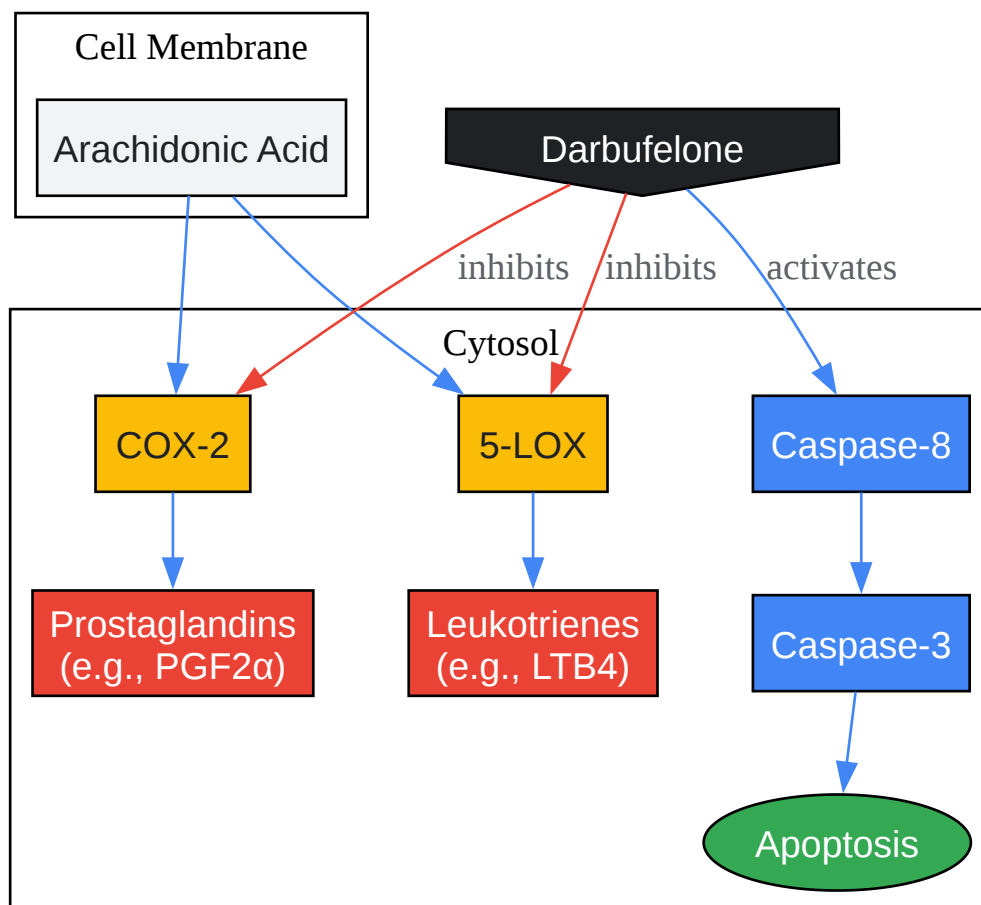 Cell Membrane
Arachidonic Acid
Darbufelone
inhibits
inhibits
activates
Cytosol
COX-2
5-LOX
Caspase-8
Prostaglandins
(e.g., PGF2α)
Leukotrienes
(e.g., LTB4)
Caspase-3
Apoptosis